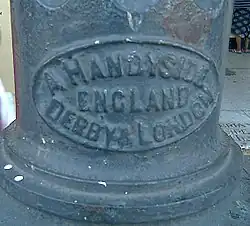 A HANDYSIDE
ENGLAND
DERBY & LONDON